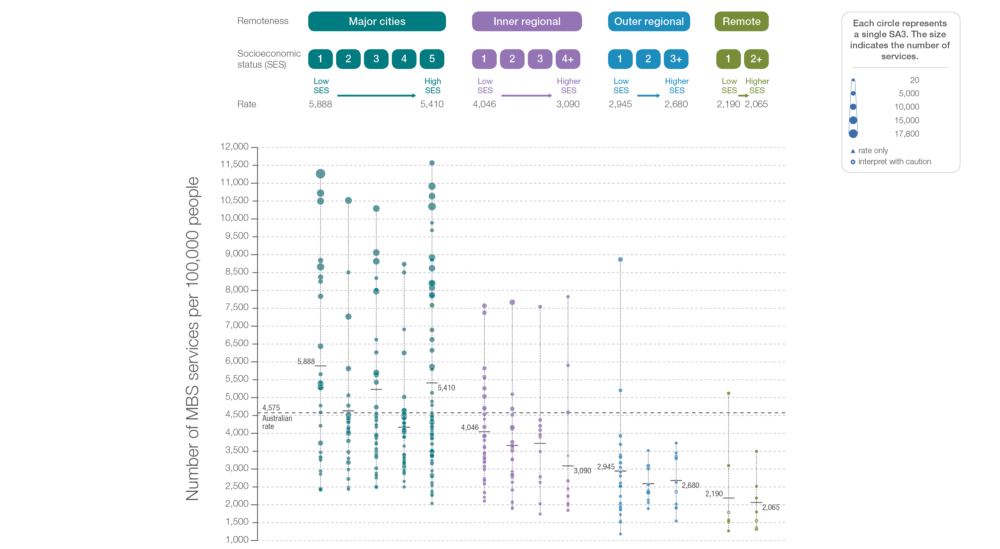 Remoteness
Major cities
Inner regional
Outer regional
Remote
Socioeconomic
status (SES)
1 2 3 4 5
1 2 3 4+
1 2 3+
1 2+
Low
SES
High
SES
Low
SES
Higher
SES
Low
SES
Higher
SES
Low
SES
Higher
SES
Rate
5,888
5,410
4,046
3,090
2,945
2,680
2,190
2,065
Each circle represents
a single SA3. The size
indicates the number of
services.
20
5,000
10,000
15,000
17,800
rate only
interpret with caution
Number of MBS services per 100,000 people
12,000
11,500
11,000
10,500
10,000
9,500
9,000
8,500
8,000
7,500
7,000
6,500
6,000
5,500
5,000
4,500
4,000
3,500
3,000
2,500
2,000
1,500
1,000
4,575
Australian
rate
5,888
5,410
4,046
3,090
2,945
2,680
2,190
2,065